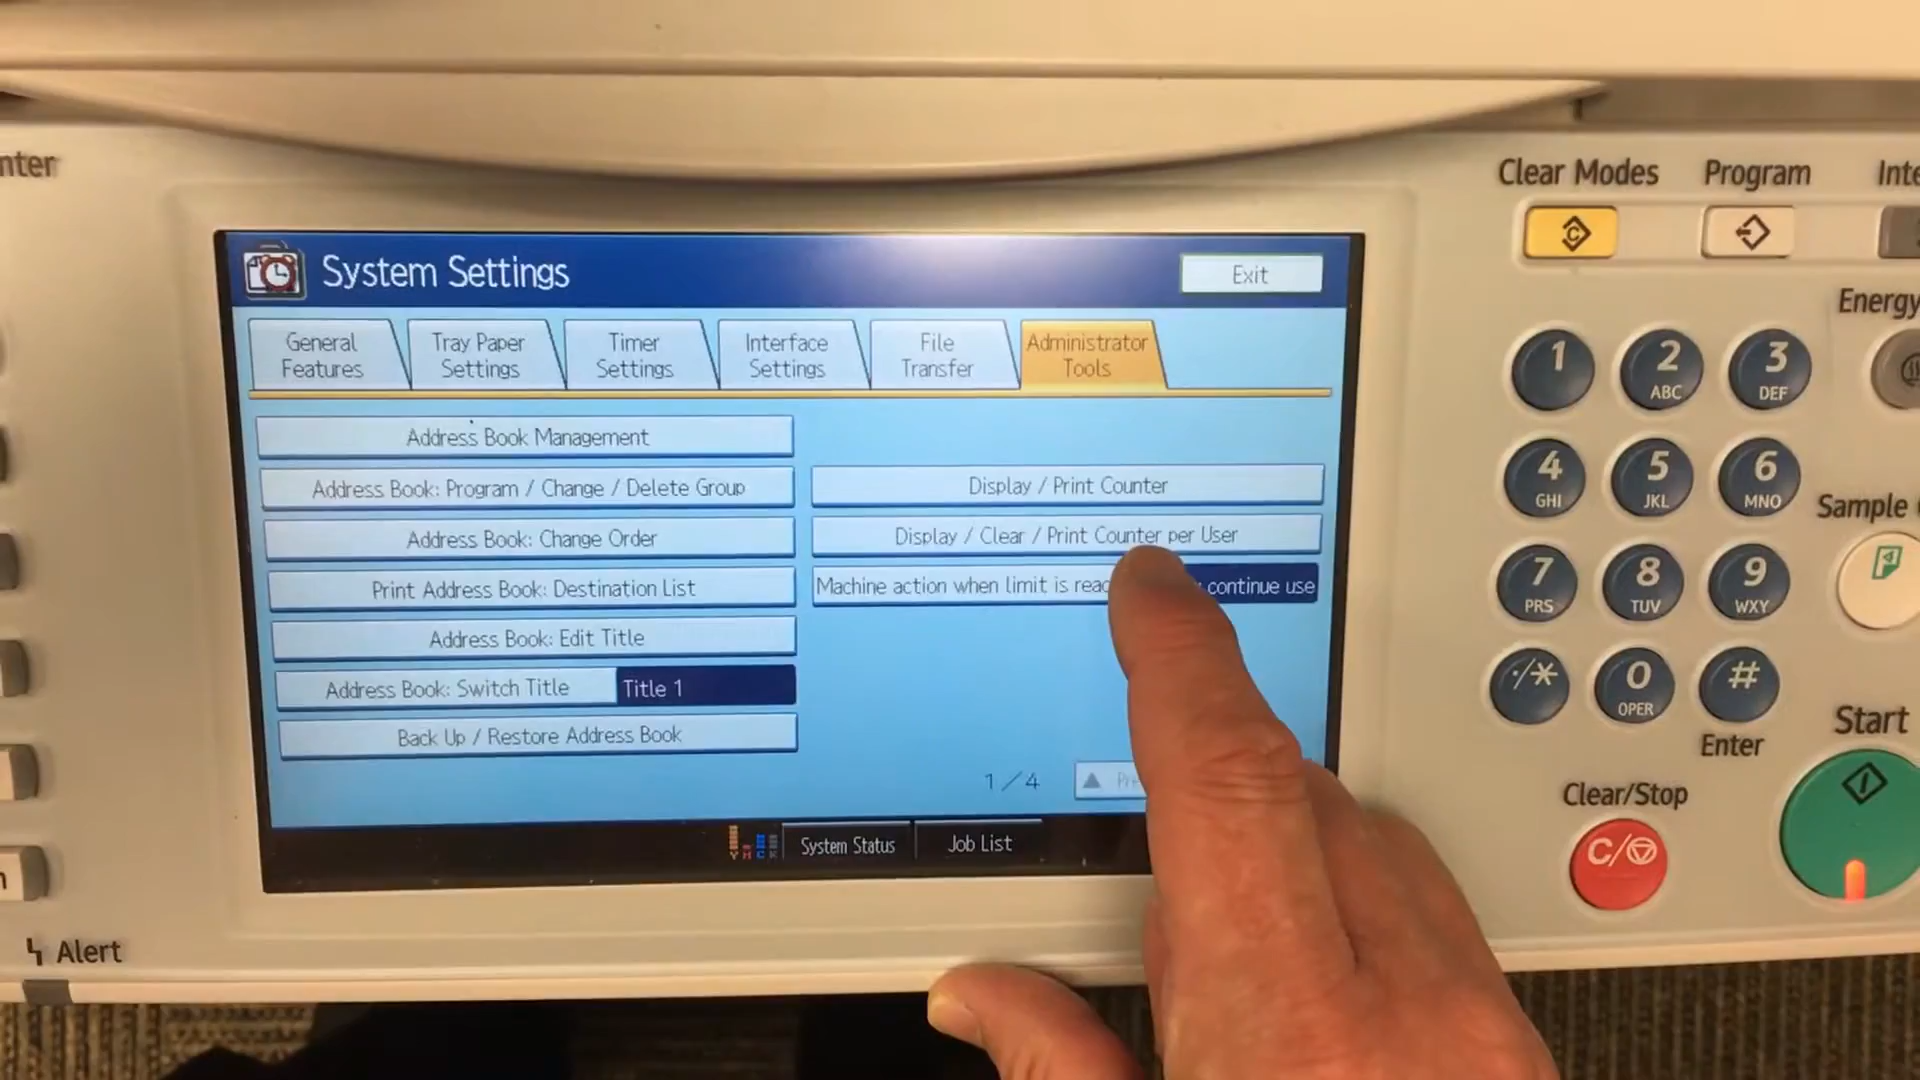 nter
Clear Modes
Program
Inte
System Settings
Exit
General
Features
Tray Paper
Settings
Timer
Settings
Interface
Settings
File
Transfer
Administrator
Tools
Address Book Management
Address Book: Program / Change / Delete Group
Address Book: Change Order
Print Address Book: Destination List
Address Book: Edit Title
Address Book: Switch Title
Title 1
Back Up / Restore Address Book
Display / Print Counter
Display / Clear / Print Counter per User
Machine action when limit is reac
continue use
1 / 4
▲ Pr
Y M C K
System Status
Job List
Energy
1
2 ABC
3 DEF
4 GHI
5 JKL
6 MNO
Sample
7 PRS
8 TUV
9 WXY
·/*
0 OPER
#
Enter
Start
Clear/Stop
C/
Alert